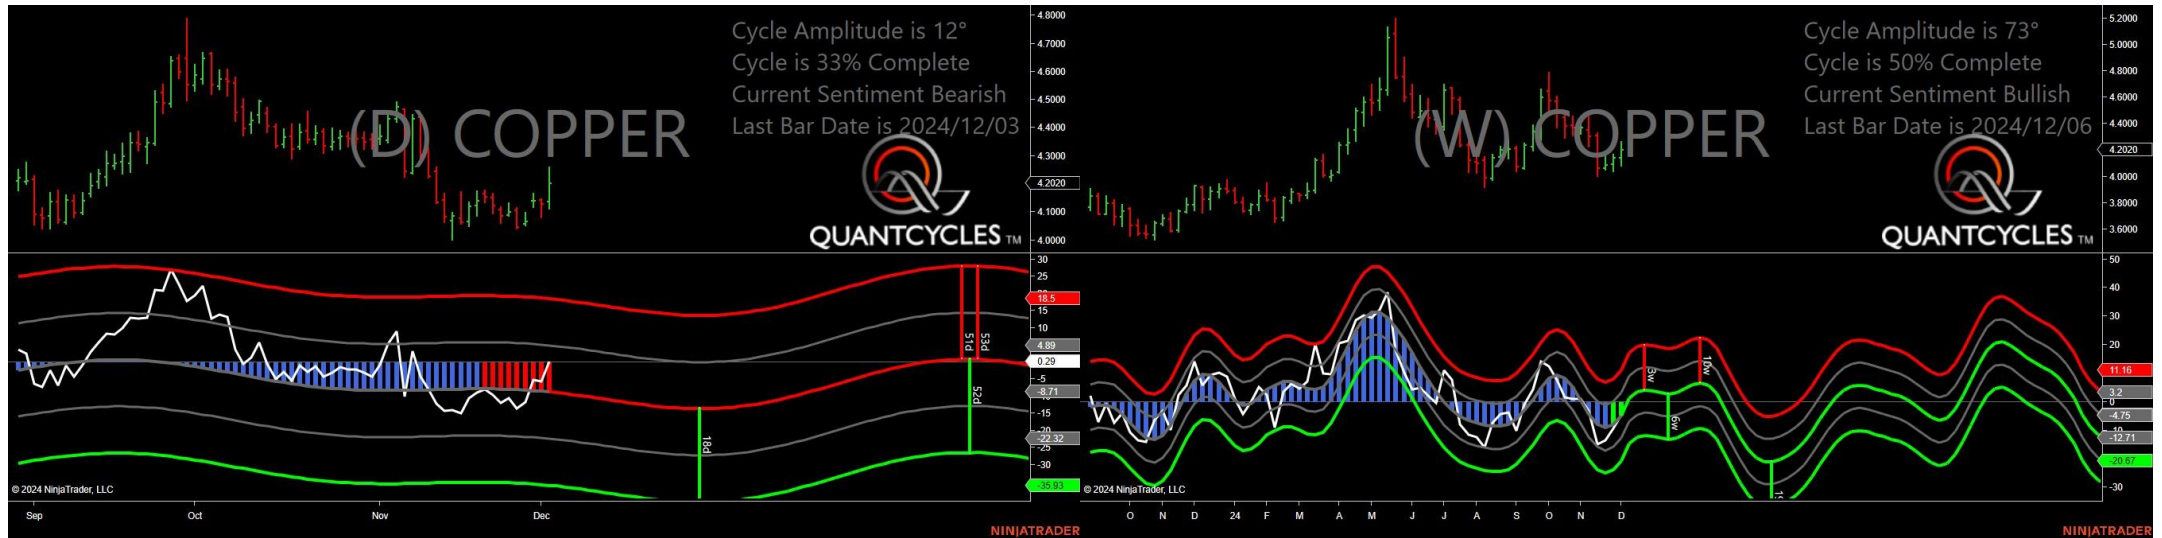 Cycle Amplitude is 12°
Cycle is 33% Complete
Current Sentiment Bearish
Last Bar Date is 2024/12/03
(D) COPPER
QUANTCYCLES TM
4.8000
4.7000
4.6000
4.5000
4.4000
4.3000
4.2020
4.1000
4.0000
30
25
18.5
15
10
4.89
0.29
-5
-8.71
-15
-22.32
-25
-30
-35.93
51d
53d
52d
18d
© 2024 NinjaTrader, LLC
Sep Oct Nov Dec
NINJATRADER
Cycle Amplitude is 73°
Cycle is 50% Complete
Current Sentiment Bullish
Last Bar Date is 2024/12/06
(W) COPPER
QUANTCYCLES TM
5.2000
5.0000
4.8000
4.6000
4.4000
4.2020
4.0000
3.8000
3.6000
50
40
30
20
11.16
3.2
0
-4.75
-12.71
-20.67
-30
3w
10w
6w
© 2024 NinjaTrader, LLC
O N D 24 F M A M J J A S O N D
NINJATRADER